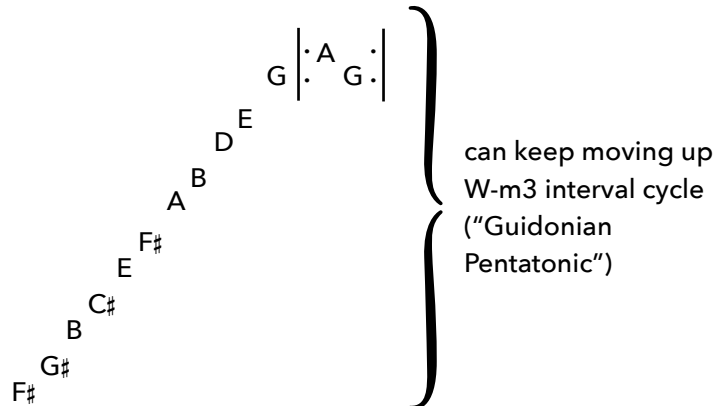 A
G G
E
D
B
A
F♯
E
C♯
B
G♯
F♯
can keep moving up
W-m3 interval cycle
(“Guidonian
Pentatonic”)